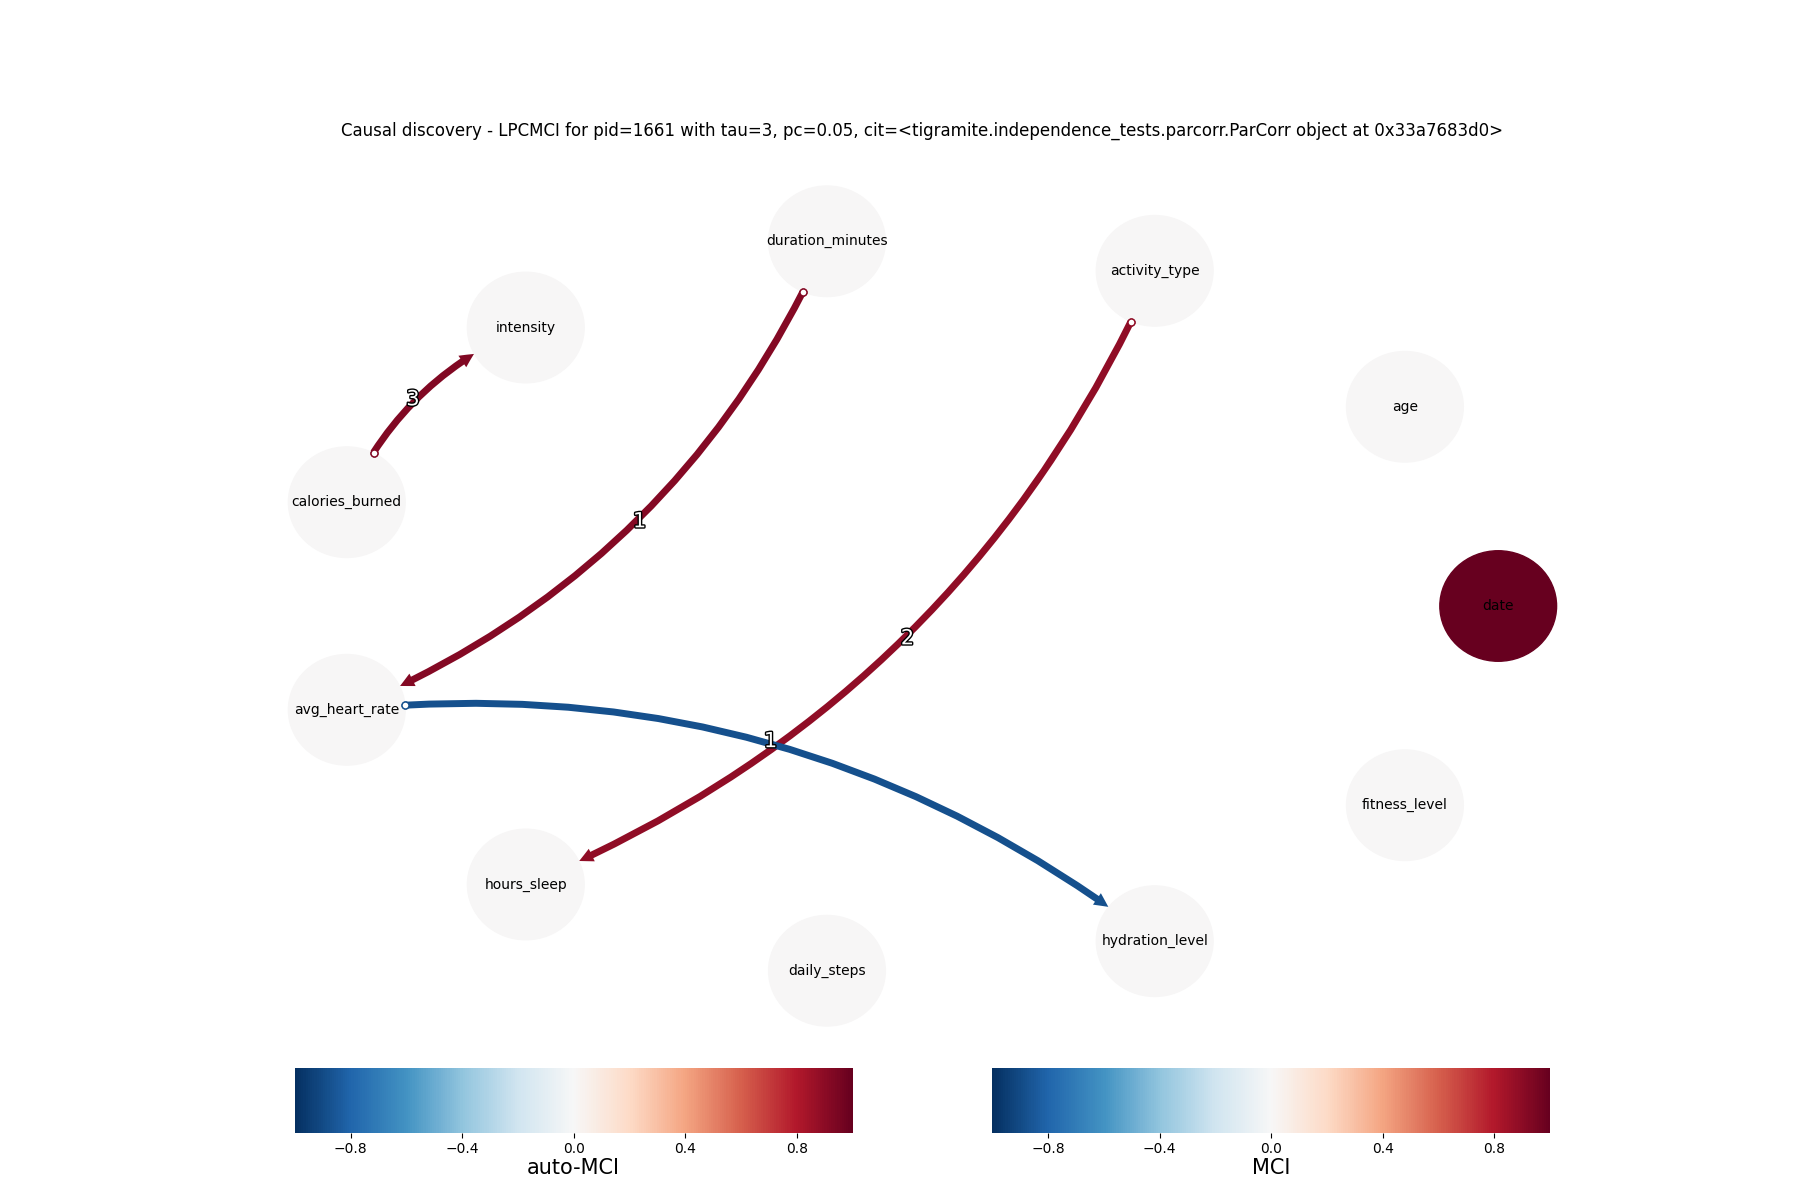 Causal discovery - LPCMCI for pid=1661 with tau=3, pc=0.05, cit=<tigramite.independence_tests.parcorr.ParCorr object at 0x33a7683d0>
duration_minutes
activity_type
intensity
3
age
calories_burned
1
date
2
avg_heart_rate
1
fitness_level
hours_sleep
hydration_level
daily_steps
−0.8 −0.4 0.0 0.4 0.8
auto-MCI
−0.8 −0.4 0.0 0.4 0.8
MCI